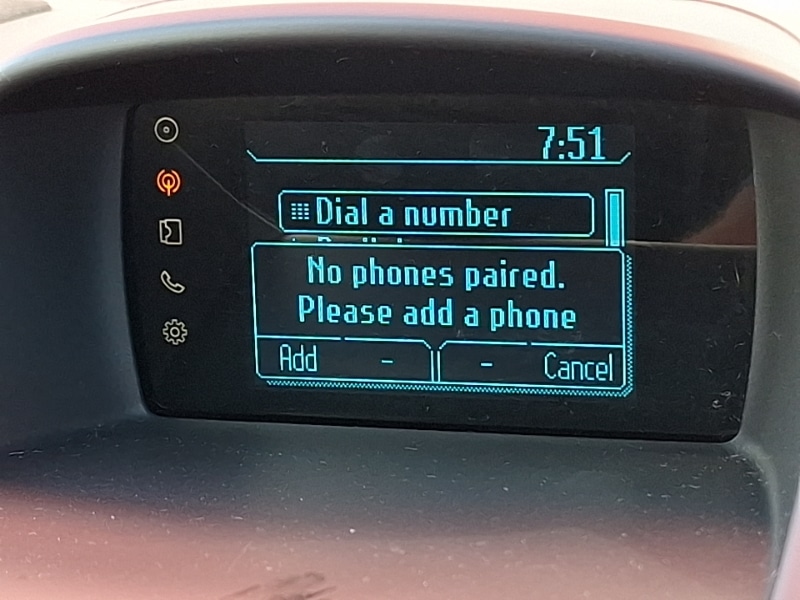 7:51
Dial a number
No phones paired.
Please add a phone
Add - - Cancel